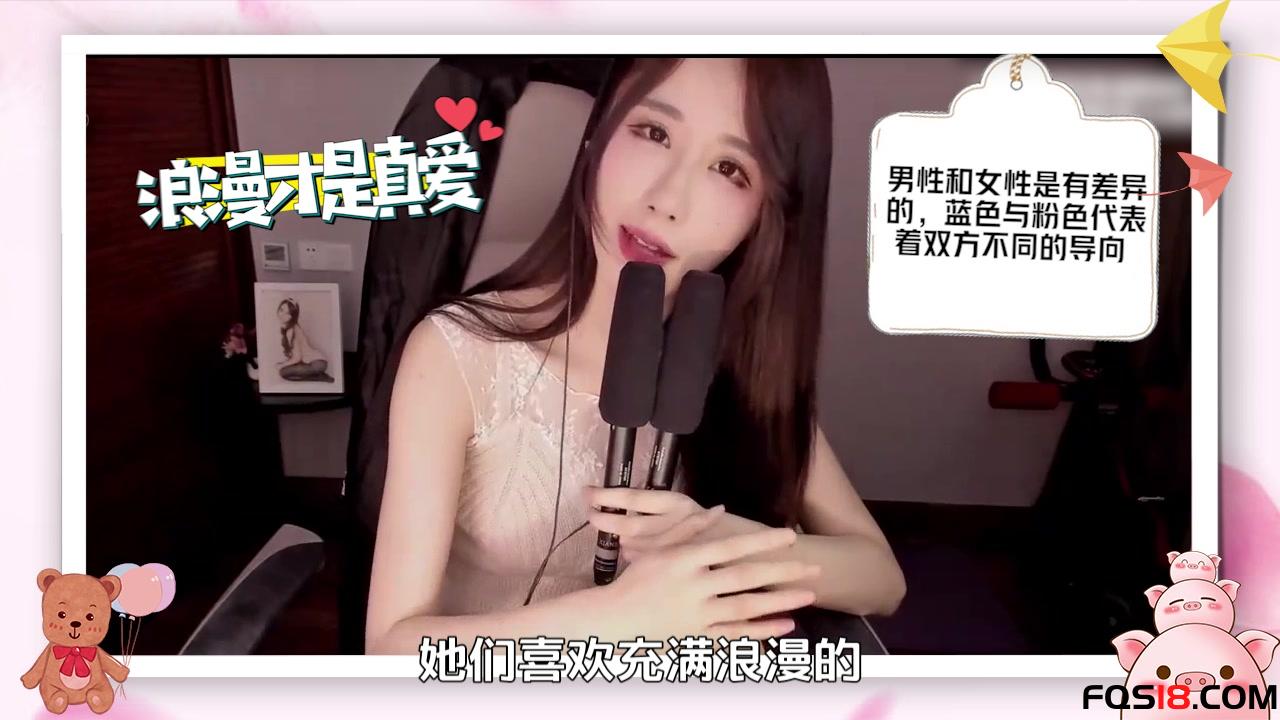 浪漫才是真爱
男性和女性是有差异
的，蓝色与粉色代表
着双方不同的导向
她们喜欢充满浪漫的
FQS18.COM